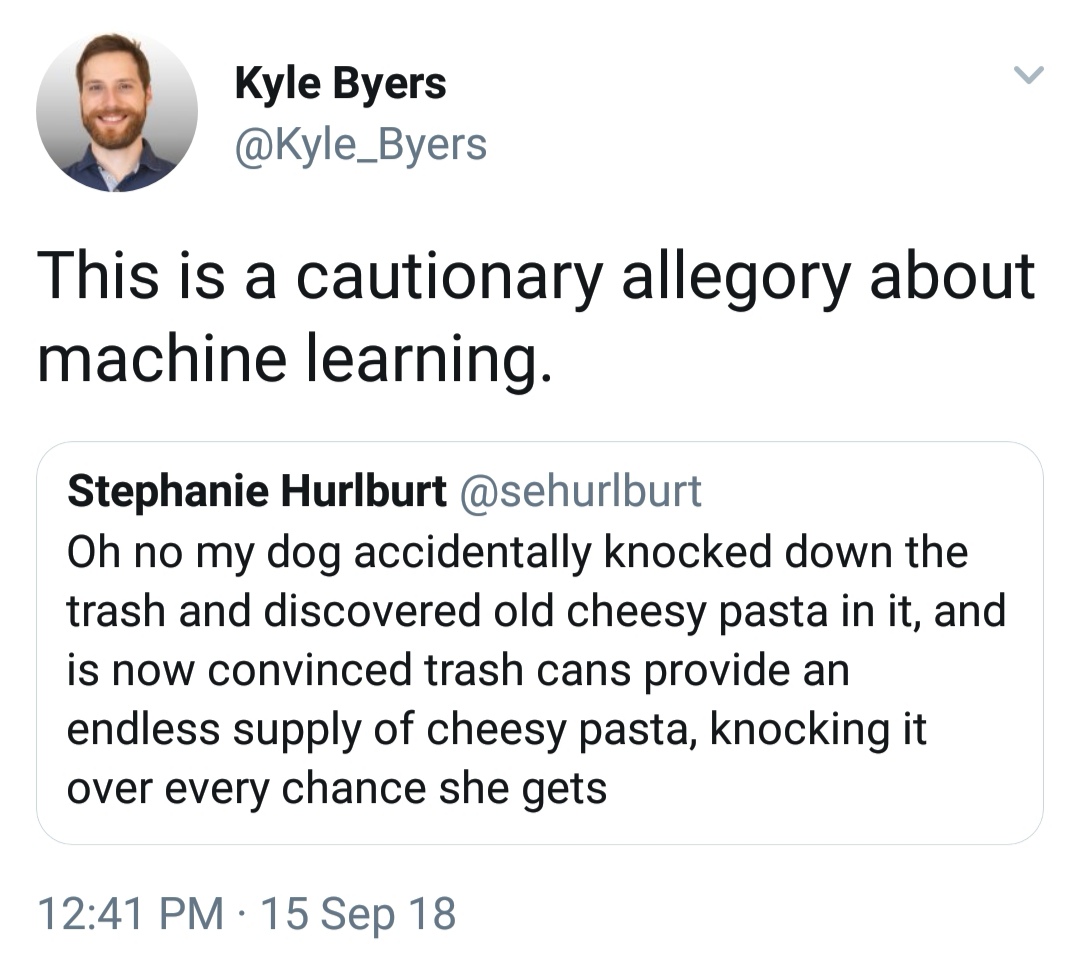 Kyle Byers
@Kyle_Byers
This is a cautionary allegory about
machine learning.
Stephanie Hurlburt @sehurlburt
Oh no my dog accidentally knocked down the
trash and discovered old cheesy pasta in it, and
is now convinced trash cans provide an
endless supply of cheesy pasta, knocking it
over every chance she gets
12:41 PM · 15 Sep 18